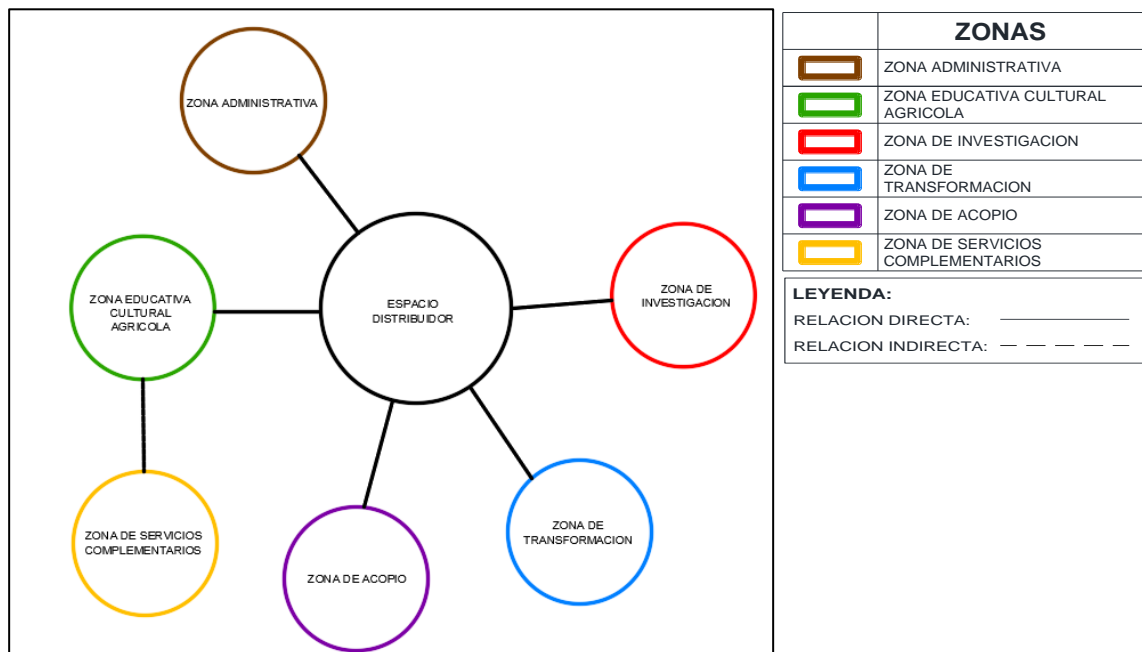 ZONA ADMINISTRATIVA
ZONA EDUCATIVA
CULTURAL
AGRICOLA
ESPACIO
DISTRIBUIDOR
ZONA DE
INVESTIGACION
ZONA DE SERVICIOS
COMPLEMENTARIOS
ZONA DE ACOPIO
ZONA DE
TRANSFORMACION
ZONAS
ZONA ADMINISTRATIVA
ZONA EDUCATIVA CULTURAL
AGRICOLA
ZONA DE INVESTIGACION
ZONA DE
TRANSFORMACION
ZONA DE ACOPIO
ZONA DE SERVICIOS
COMPLEMENTARIOS
LEYENDA:
RELACION DIRECTA:
RELACION INDIRECTA: